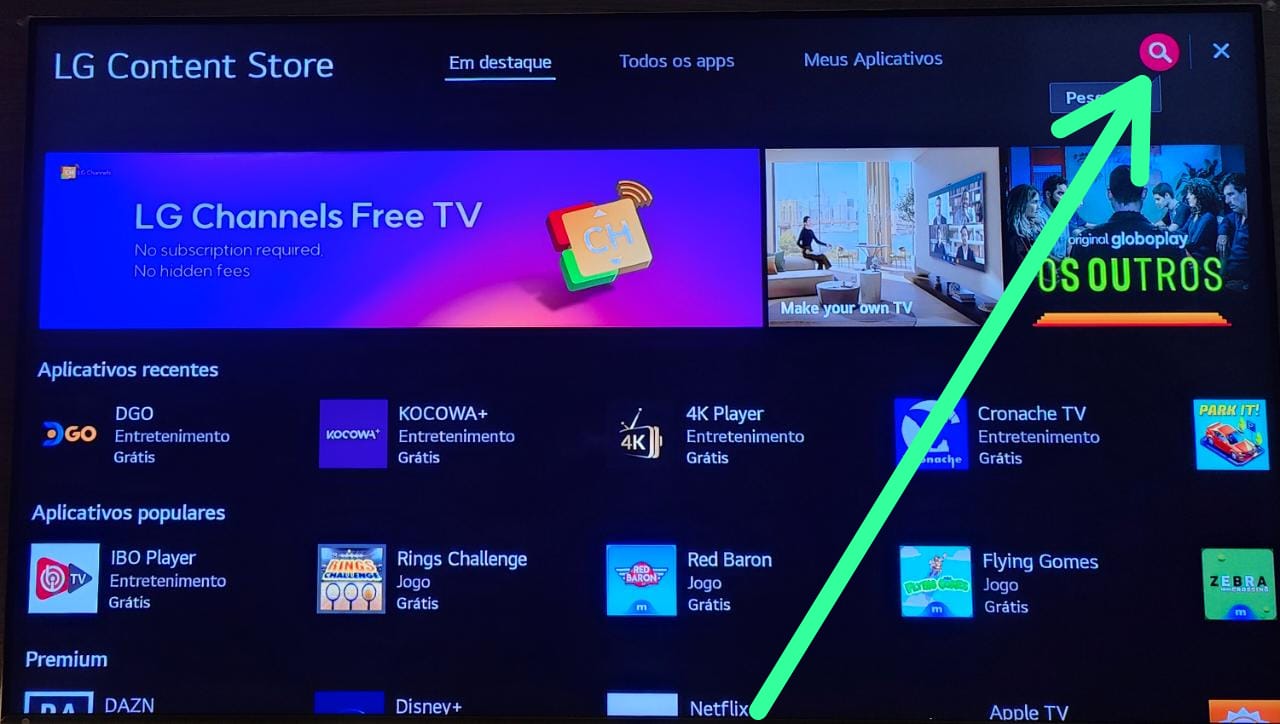 LG Content Store
Em destaque
Todos os apps
Meus Aplicativos
CH LG Channels
LG Channels Free TV
No subscription required.
No hidden fees
CH
Make your own TV
original globoplay
OS OUTROS
Aplicativos recentes
DGO
DGO
Entretenimento
Grátis
KOCOWA+
KOCOWA+
Entretenimento
Grátis
4K
4K Player
Entretenimento
Grátis
Cronache TV
Entretenimento
Grátis
PARK IT!
Aplicativos populares
TV
IBO Player
Entretenimento
Grátis
RINGS
CHALLENGE
Rings Challenge
Jogo
Grátis
RED
BARON
m
Red Baron
Jogo
Grátis
FLYING GOMES
m
Flying Gomes
Jogo
Grátis
ZEBRA
CROSSING
m
Premium
DA
DAZN
Disney+
Netflix
Apple TV